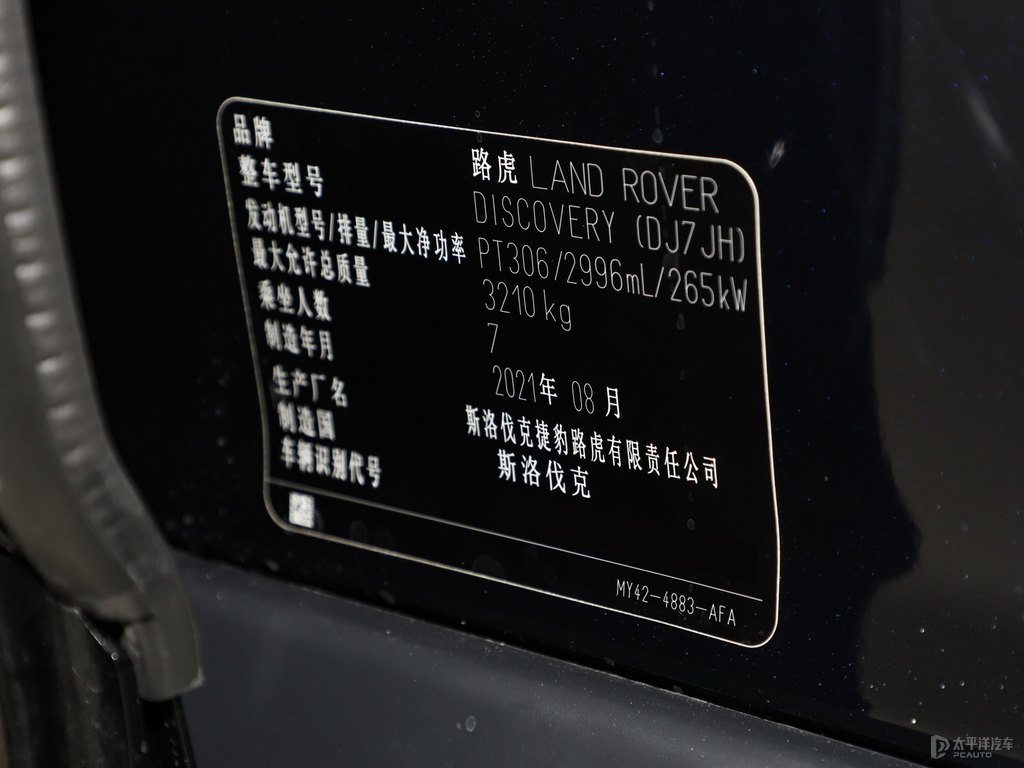 品牌 路虎 LAND ROVER
整车型号 DISCOVERY (DJ7JH)
发动机型号/排量/最大净功率 PT306/2996mL/265kW
最大允许总质量 3210kg
乘坐人数 7
制造年月 2021年 08 月
生产厂名 斯洛伐克捷豹路虎有限责任公司
制造国 斯洛伐克
车辆识别代号
MY42-4883-AFA
太平洋汽车
PCAUTO